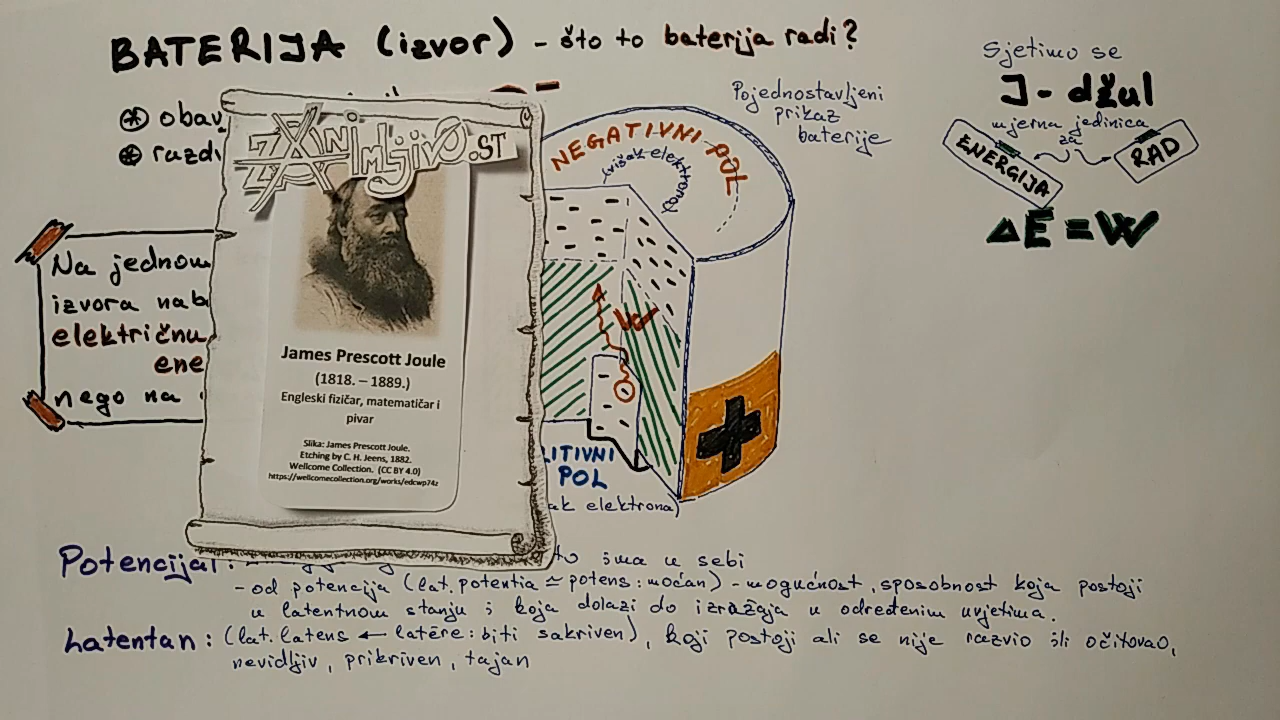 BATERIJA (izvor) - što to baterija radi?
⊛ obav
⊛ razdv
Na jednom
izvora nab
električnu
ene
nego na
ZANimljivO.ST
James Prescott Joule
(1818. – 1889.)
Engleski fizičar, matematičar i
pivar
Slika: James Prescott Joule.
Etching by C. H. Jeens, 1882.
Wellcome Collection. (CC BY 4.0)
https://wellcomecollection.org/works/edcwp74z
NEGATIVNI POL
(višak elektrona)
W
ITIVNI
POL
ak elektrona)
Pojednostavljeni
prikaz
baterije
Sjetimo se
J - džul
mjerna jedinica
za
ENERGIJA
RAD
ΔE = W
Potencijal:
to ima u sebi
- od potencija (lat. potentia ≃ potens: moćan) - mogućnost, sposobnost koja postoji
u latentnom stanju i koja dolazi do izražaja u određenim uvjetima.
Latentan: (lat. latens ← latēre: biti sakriven), koji postoji ali se nije razvio ili očitovao,
nevidljiv, prikriven, tajan